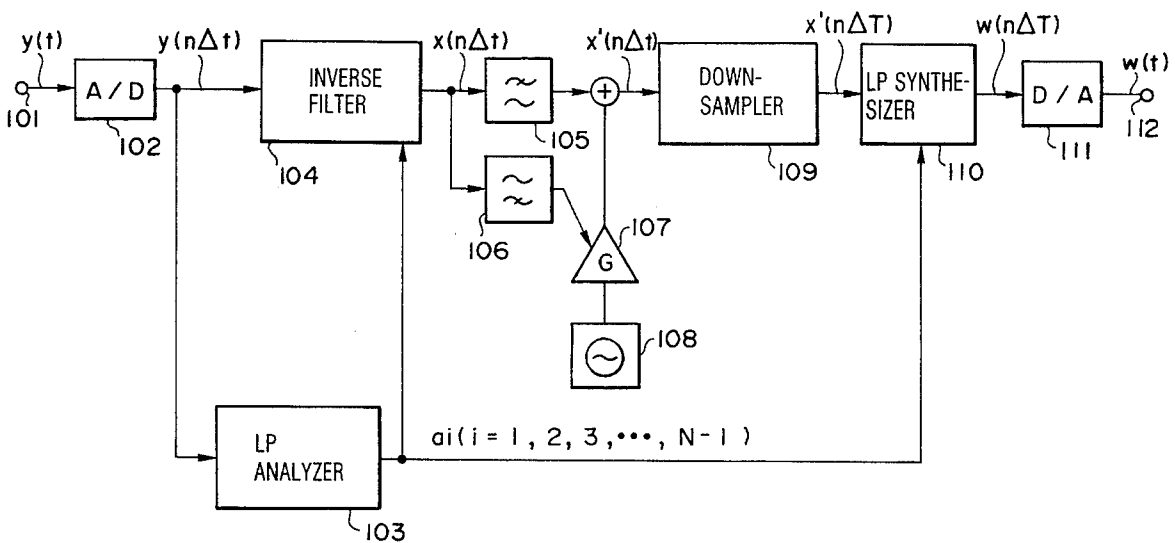 y(t)
y(nΔt)
x(nΔt)
x'(nΔt)
x'(nΔT)
w(nΔT)
w(t)
A/D
INVERSE
FILTER
DOWN-
SAMPLER
LP SYNTHE-
SIZER
D/A
101
102
104
105
109
110
111
112
106
107
G
108
LP
ANALYZER
ai(i = 1, 2, 3, •••, N-1)
103